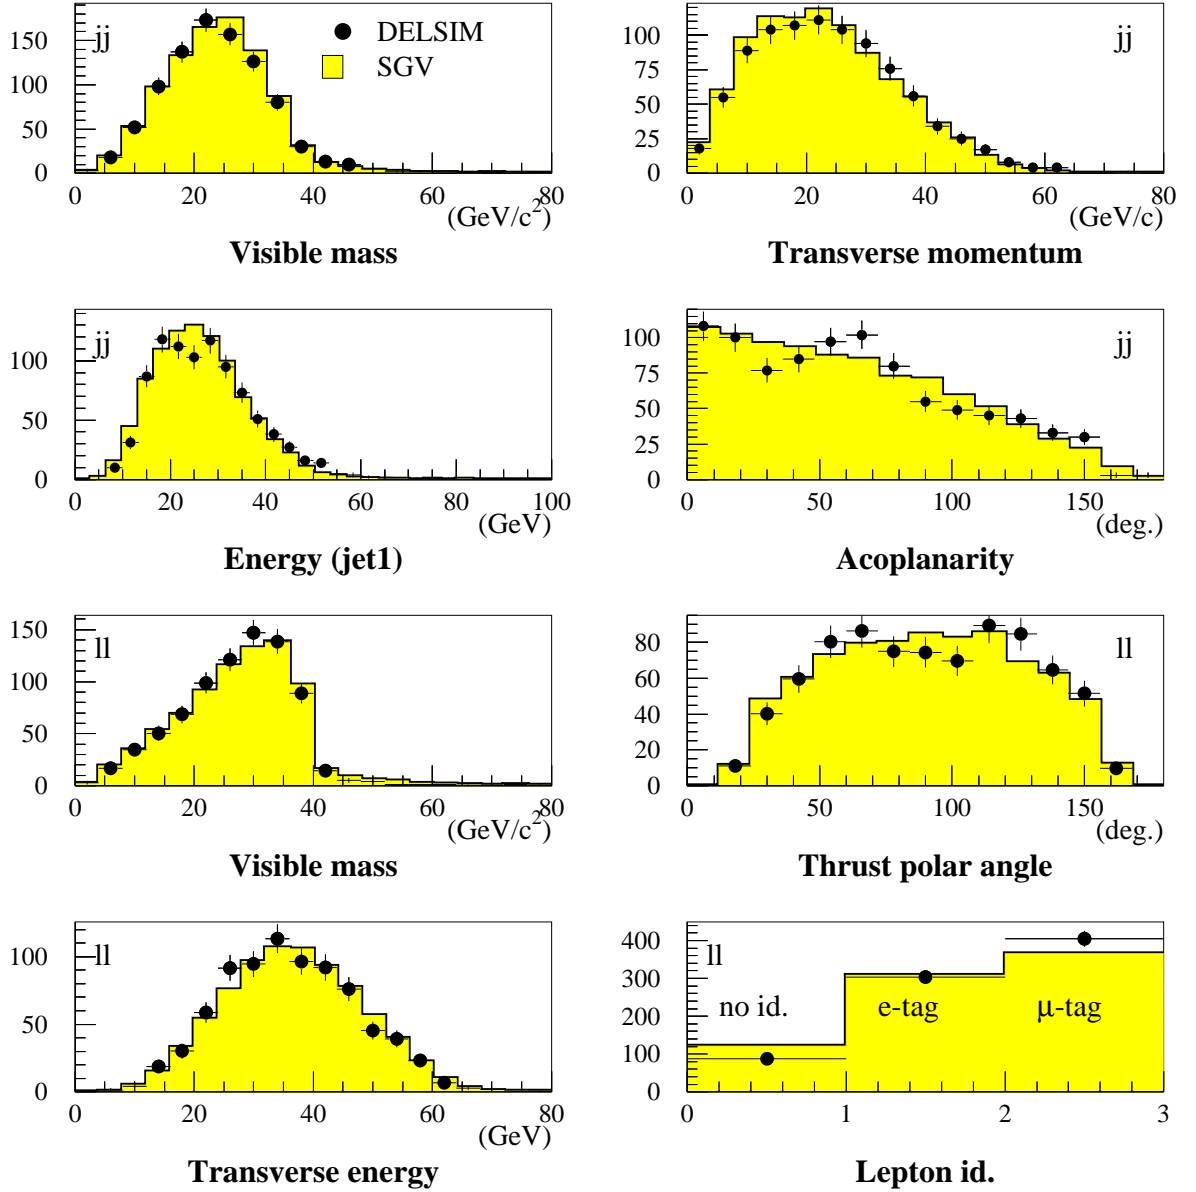 150
100
50
0
0 20 40 60 80
(GeV/c²)
Visible mass
jj
DELSIM
SGV
100
75
50
25
0
0 20 40 60 80
(GeV/c)
Transverse momentum
jj
100
50
0
0 20 40 60 80 100
(GeV)
Energy (jet1)
jj
100
75
50
25
0
0 50 100 150
(deg.)
Acoplanarity
jj
150
100
50
0
0 20 40 60 80
(GeV/c²)
Visible mass
ll
80
60
40
20
0
0 50 100 150
(deg.)
Thrust polar angle
ll
100
50
0
0 20 40 60 80
(GeV)
Transverse energy
ll
400
300
200
100
0
0 1 2 3
Lepton id.
ll
no id. e-tag μ-tag